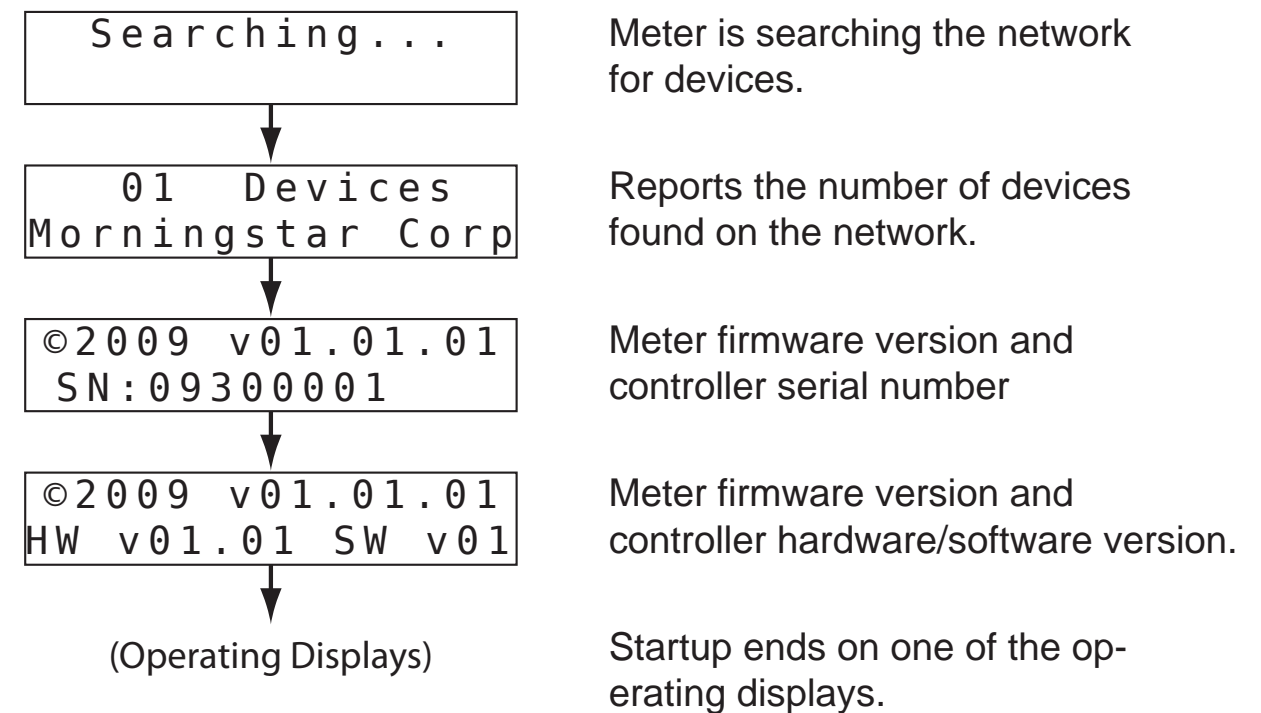 Searching...
Meter is searching the network
for devices.
01 Devices
Morningstar Corp
Reports the number of devices
found on the network.
©2009 v01.01.01
SN:09300001
Meter firmware version and
controller serial number
©2009 v01.01.01
HW v01.01 SW v01
Meter firmware version and
controller hardware/software version.
(Operating Displays)
Startup ends on one of the op-
erating displays.